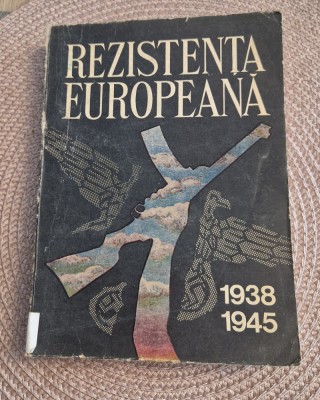 REZISTENȚA
EUROPEANĂ
1938
1945